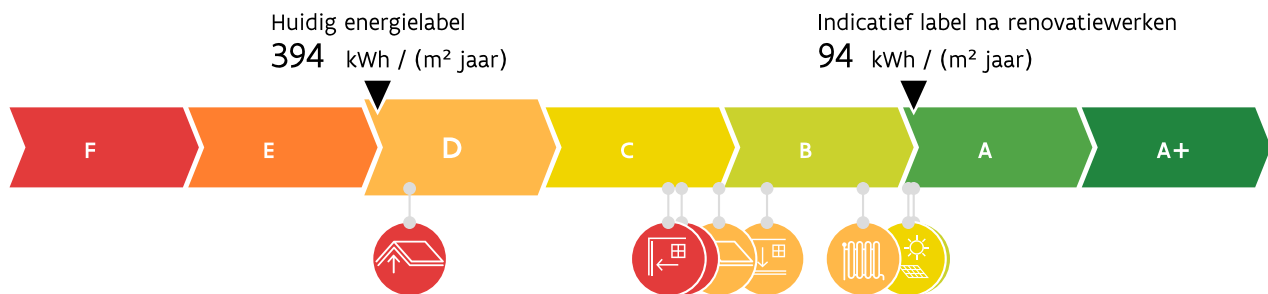 Huidig energielabel
394 kWh / (m² jaar)
Indicatief label na renovatiewerken
94 kWh / (m² jaar)
F E D C B A A+